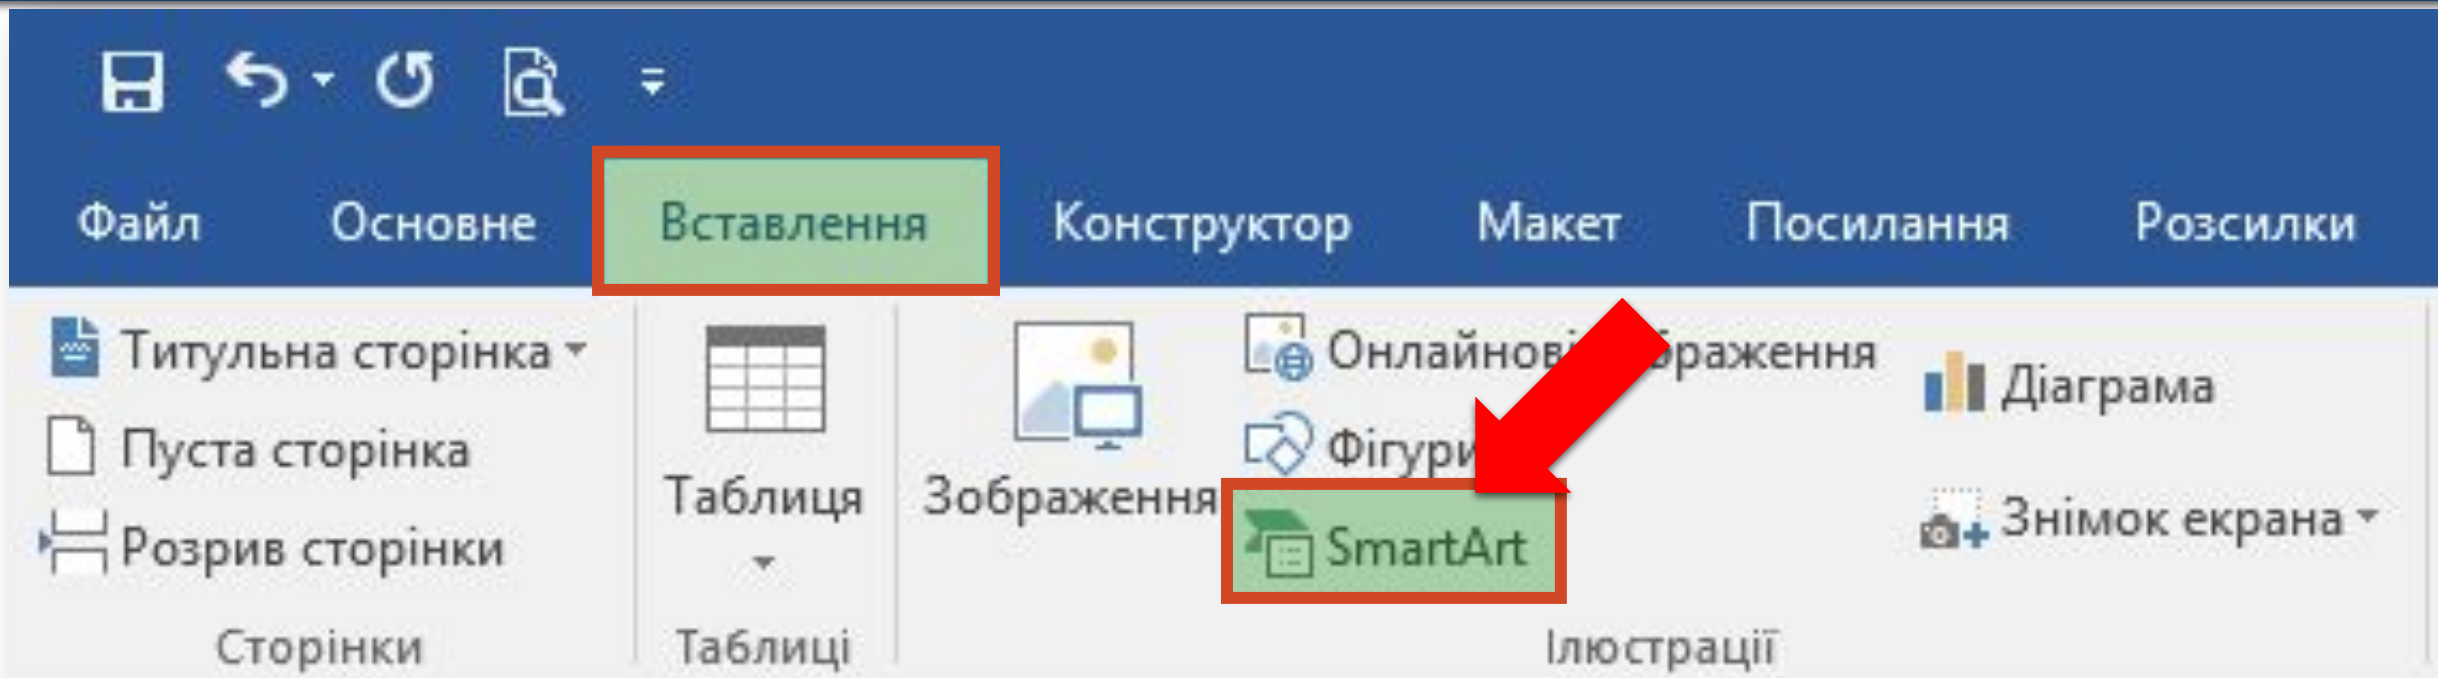 Файл Основне Вставлення Конструктор Макет Посилання Розсилки
Титульна сторінка
Пуста сторінка
Розрив сторінки
Сторінки
Таблиця
Таблиці
Зображення
Фігури
SmartArt
Діаграма
Знімок екрана
Ілюстрації